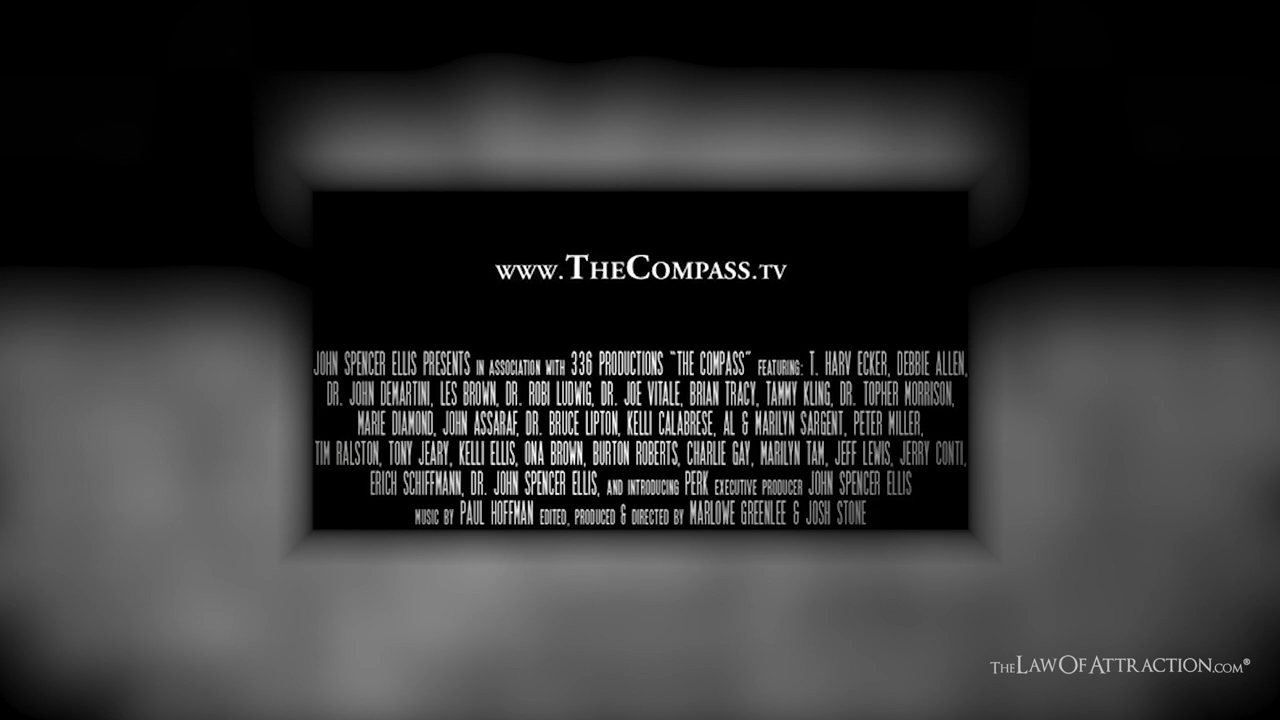 www.TheCompass.tv
JOHN SPENCER ELLIS PRESENTS IN ASSOCIATION WITH 336 PRODUCTIONS "THE COMPASS" FEATURING: T. HARV ECKER, DEBBIE ALLEN,
DR. JOHN DEMARTINI, LES BROWN, DR. ROBI LUDWIG, DR. JOE VITALE, BRIAN TRACY, TAMMY KLING, DR. TOPHER MORRISON,
MARIE DIAMOND, JOHN ASSARAF, DR. BRUCE LIPTON, KELLI CALABRESE, AL & MARILYN SARGENT, PETER MILLER,
TIM RALSTON, TONY JEARY, KELLI ELLIS, ONA BROWN, BURTON ROBERTS, CHARLIE GAY, MARILYN TAM, JEFF LEWIS, JERRY CONTI,
ERICH SCHIFFMANN, DR. JOHN SPENCER ELLIS, AND INTRODUCING PERK EXECUTIVE PRODUCER JOHN SPENCER ELLIS
MUSIC BY PAUL HOFFMAN EDITED, PRODUCED & DIRECTED BY MARLOWE GREENLEE & JOSH STONE
TheLawOfAttraction.com®